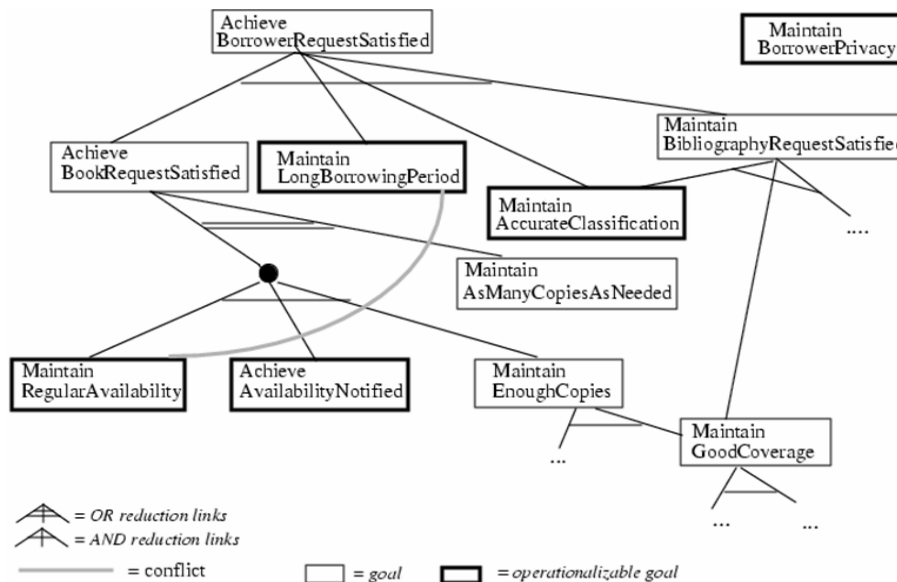 Achieve
BorrowerRequestSatisfied
Maintain
BorrowerPrivacy
Achieve
BookRequestSatisfied
Maintain
LongBorrowingPeriod
Maintain
BibliographyRequestSatisfied
Maintain
AccurateClassification
....
Maintain
AsManyCopiesAsNeeded
Maintain
RegularAvailability
Achieve
AvailabilityNotified
Maintain
EnoughCopies
Maintain
GoodCoverage
...
...
...
= OR reduction links
= AND reduction links
= conflict
= goal
= operationalizable goal